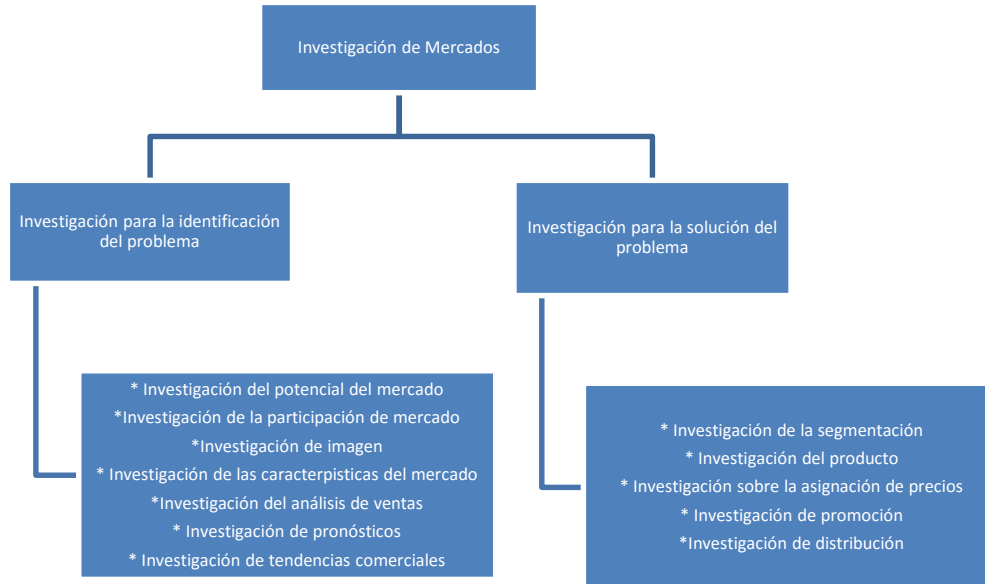 Investigación de Mercados
Investigación para la identificación
del problema
Investigación para la solución del
problema
* Investigación del potencial del mercado
*Investigación de la participación de mercado
*Investigación de imagen
* Investigación de las caracterpisticas del mercado
*Investigación del análisis de ventas
* Investigación de pronósticos
* Investigación de tendencias comerciales
* Investigación de la segmentación
* Investigación del producto
* Investigación sobre la asignación de precios
* Investigación de promoción
*Investigación de distribución